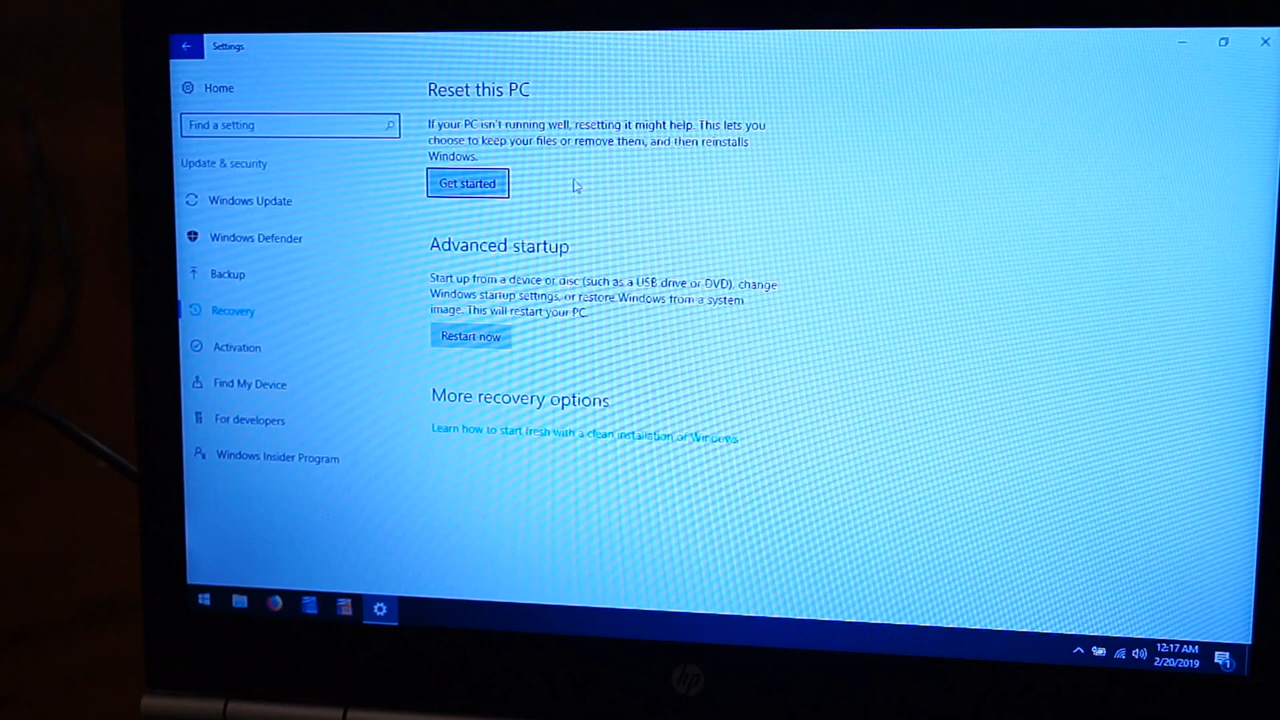 Settings
Home
Find a setting
Update & security
Windows Update
Windows Defender
Backup
Recovery
Activation
Find My Device
For developers
Windows Insider Program
Reset this PC
If your PC isn't running well, resetting it might help. This lets you
choose to keep your files or remove them, and then reinstalls
Windows.
Get started
Advanced startup
Start up from a device or disc (such as a USB drive or DVD), change
Windows startup settings, or restore Windows from a system
image. This will restart your PC.
Restart now
More recovery options
Learn how to start fresh with a clean installation of Windows
12:17 AM
2/20/2019
1
hp